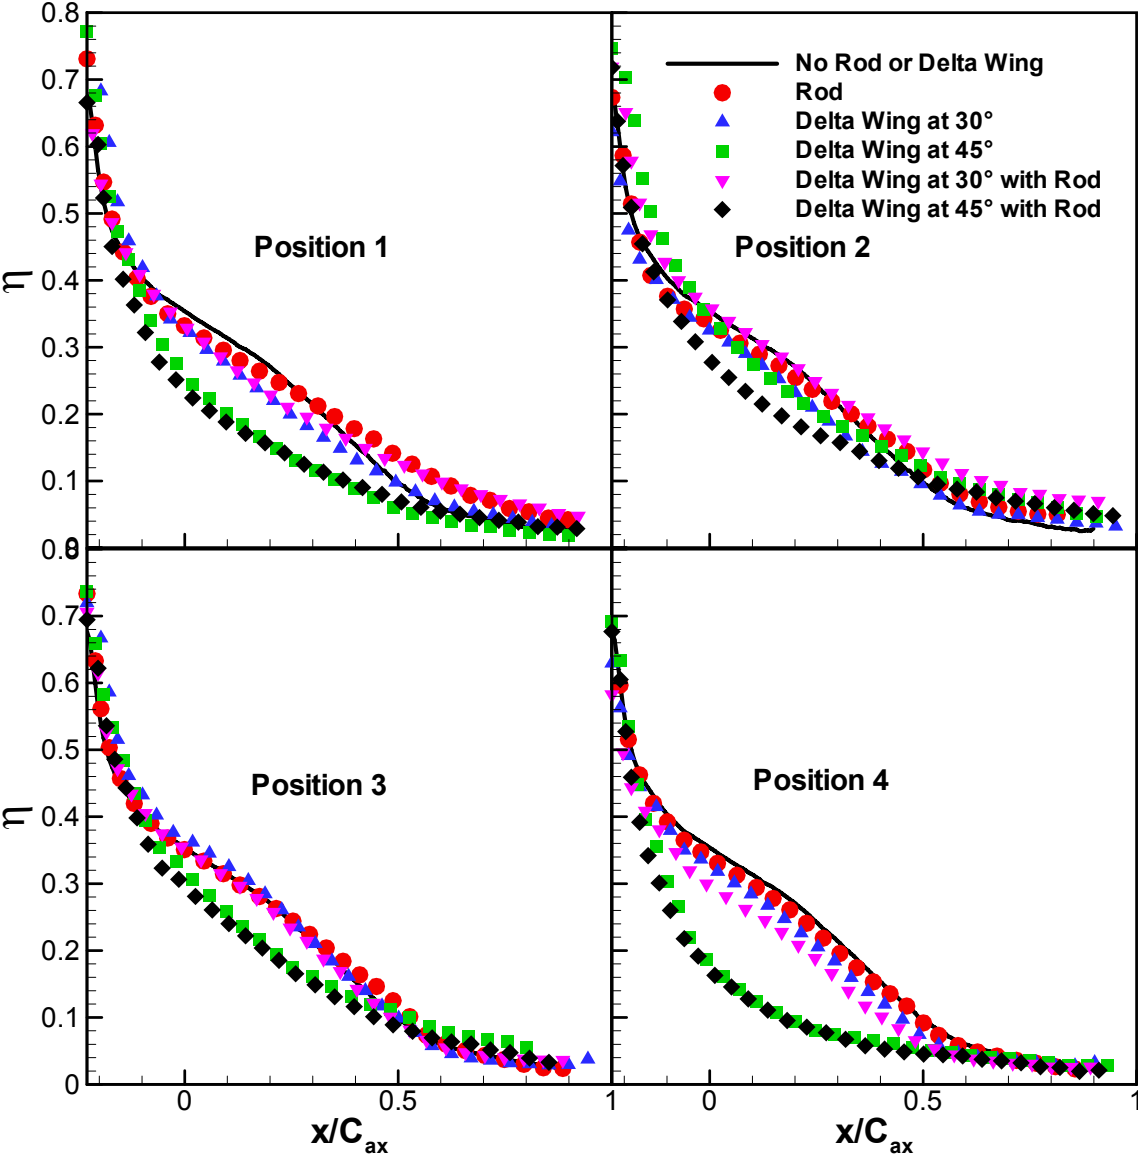 0.8
0.7
0.6
0.5
0.4
0.3
0.2
0.1
0
η
Position 1
No Rod or Delta Wing
Rod
Delta Wing at 30°
Delta Wing at 45°
Delta Wing at 30° with Rod
Delta Wing at 45° with Rod
Position 2
0.8
0.7
0.6
0.5
0.4
0.3
0.2
0.1
0
η
Position 3
Position 4
0 0.5 1 0 0.5 1
x/Cax x/Cax